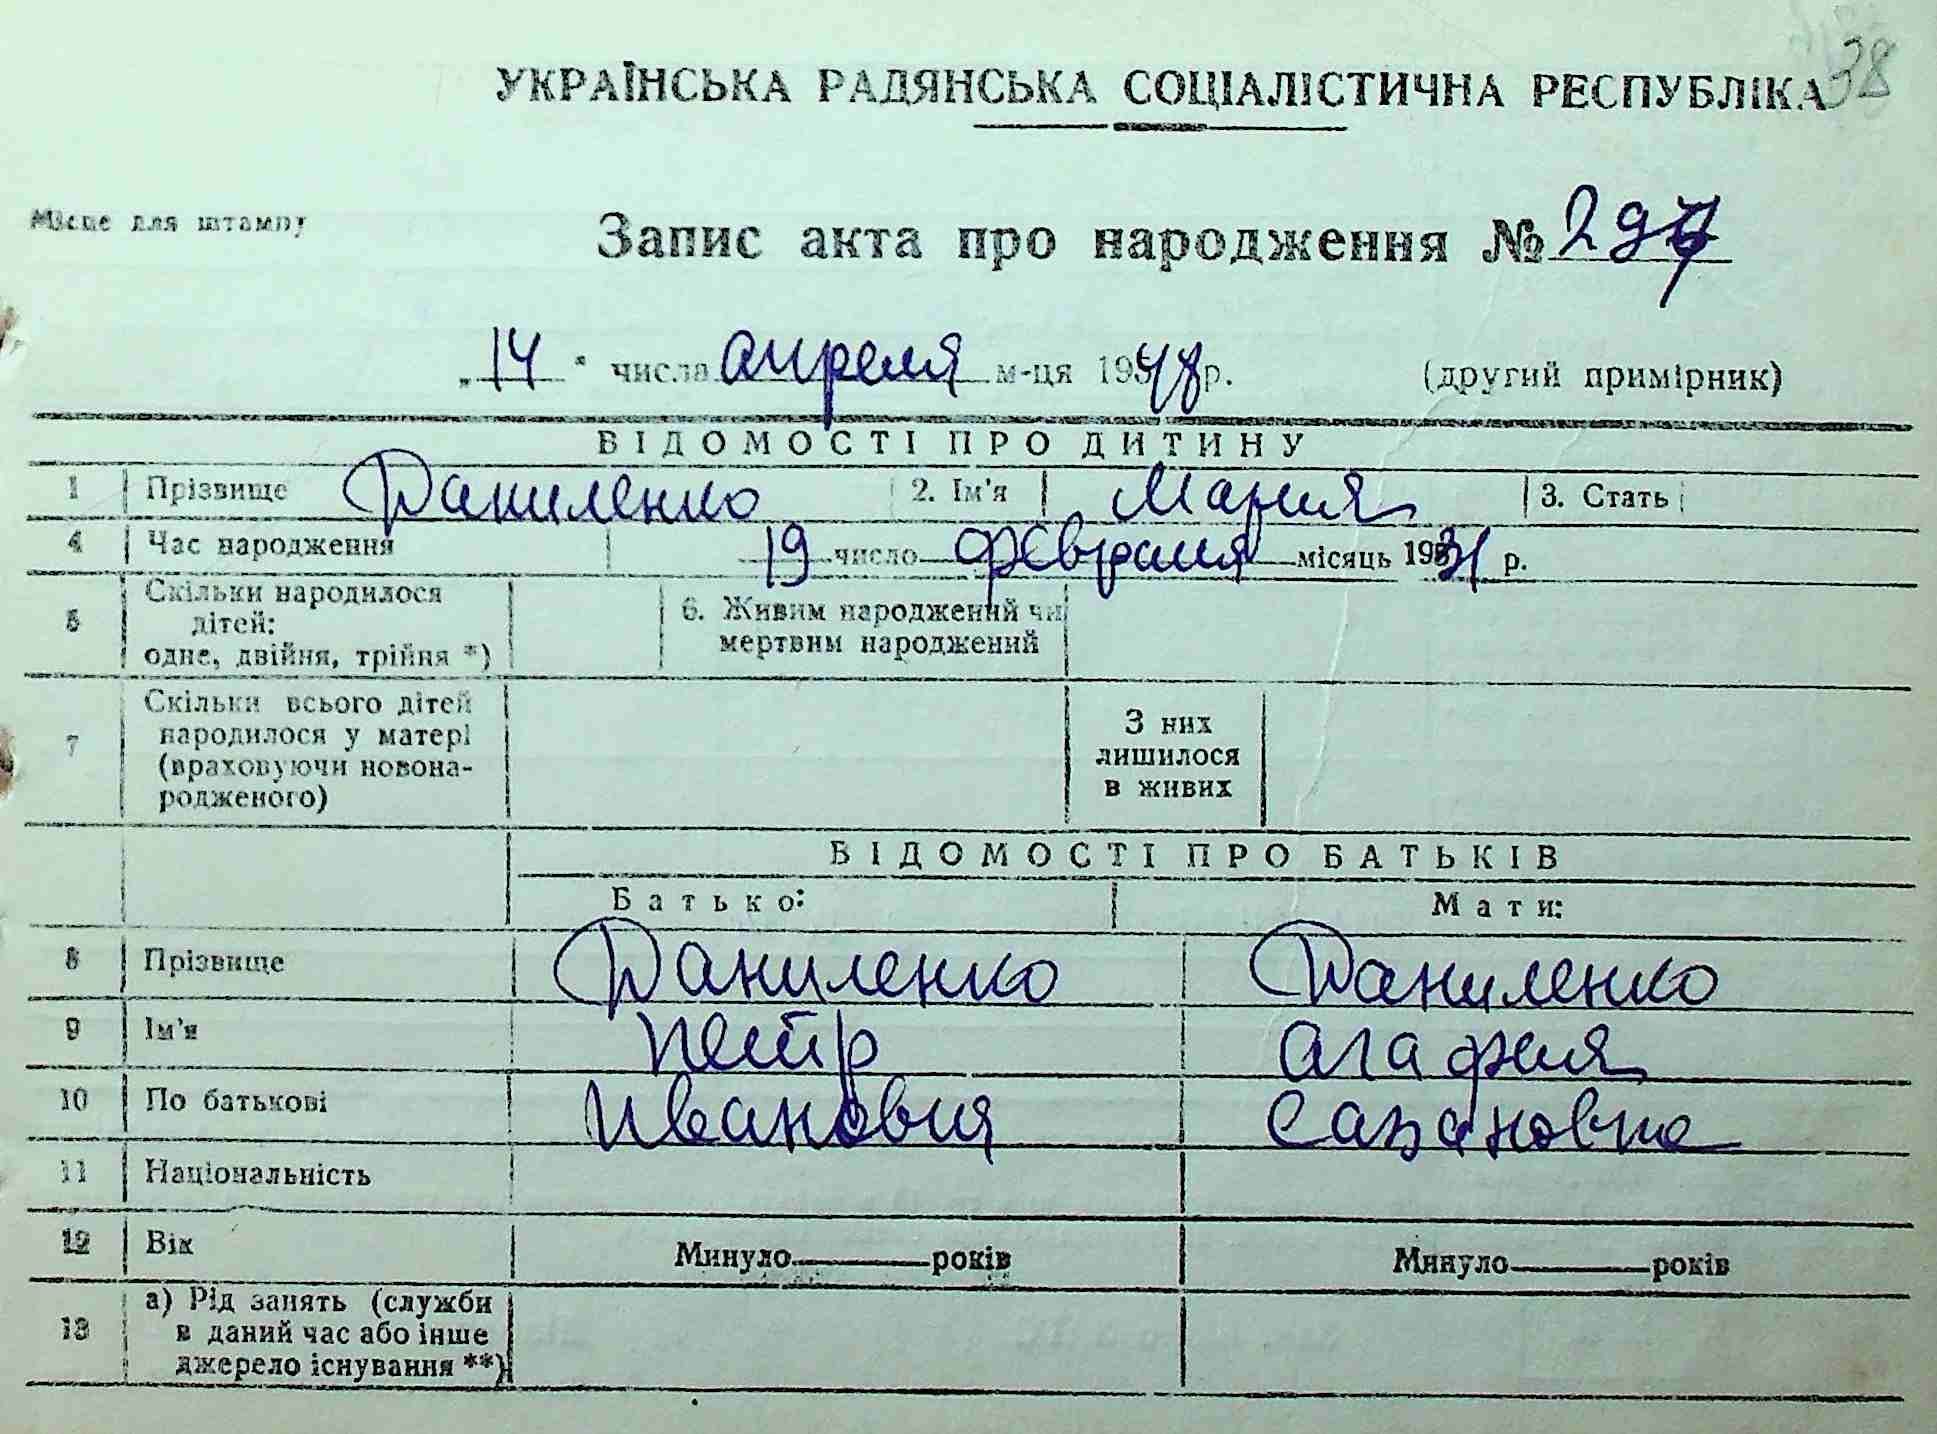 38
УКРАЇНСЬКА РАДЯНСЬКА СОЦІАЛІСТИЧНА РЕСПУБЛІКА
Місце для штампу
Запис акта про народження № 297
„14" числа апреля м-ця 1948 р. (другий примірник)
ВІДОМОСТІ ПРО ДИТИНУ
1 Прізвище Даниленко 2. Ім'я Мария 3. Стать
4 Час народження 19 число февраля місяць 1931 р.
5 Скільки народилося дітей: одне, двійня, трійня *) 6. Живим народжений чи мертвим народжений
7 Скільки всього дітей народилося у матері (враховуючи новона-родженого) З них лишилося в живих
ВІДОМОСТІ ПРО БАТЬКІВ
Батько: Мати:
8 Прізвище Даниленко Даниленко
9 Ім'я Петр Агафия
10 По батькові Иванович
11 Національність
12 Вік Минуло років Минуло років
13 а) Рід занять (служби в даний час або інше джерело існування **)